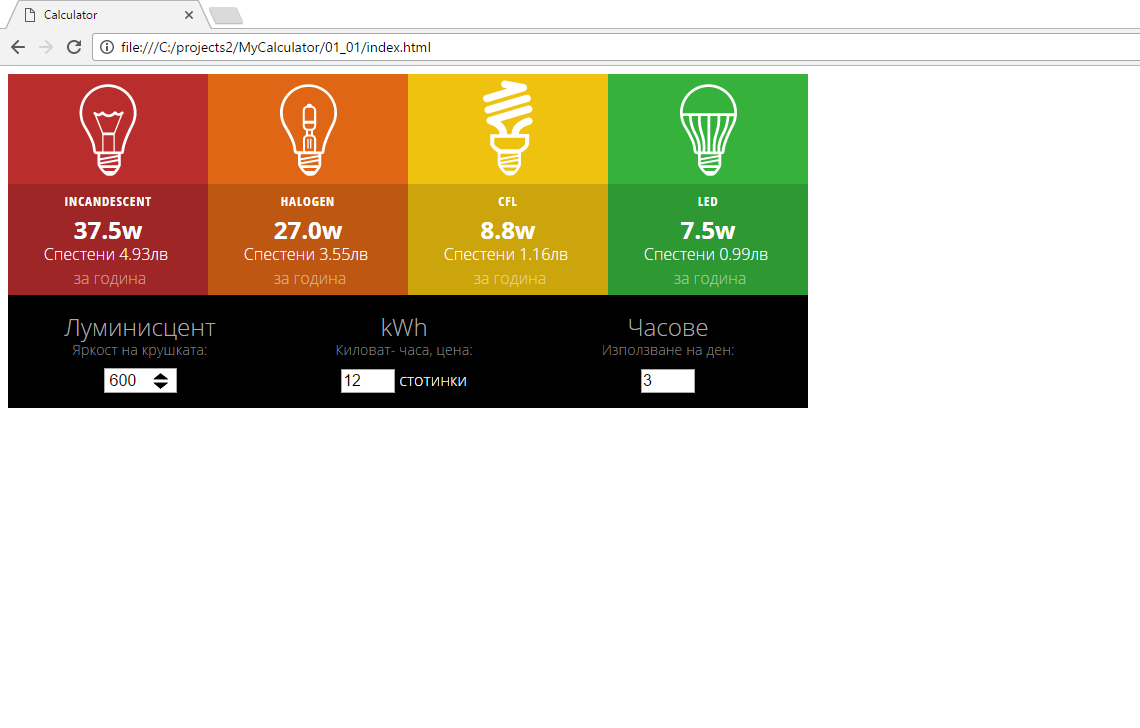 Calculator
file:///C:/projects2/MyCalculator/01_01/index.html
INCANDESCENT
37.5w
Спестени 4.93лв
за година
HALOGEN
27.0w
Спестени 3.55лв
за година
CFL
8.8w
Спестени 1.16лв
за година
LED
7.5w
Спестени 0.99лв
за година
Луминисцент
Яркост на крушката:
600
kWh
Киловат- часа, цена:
12 стотинки
Часове
Използване на ден:
3